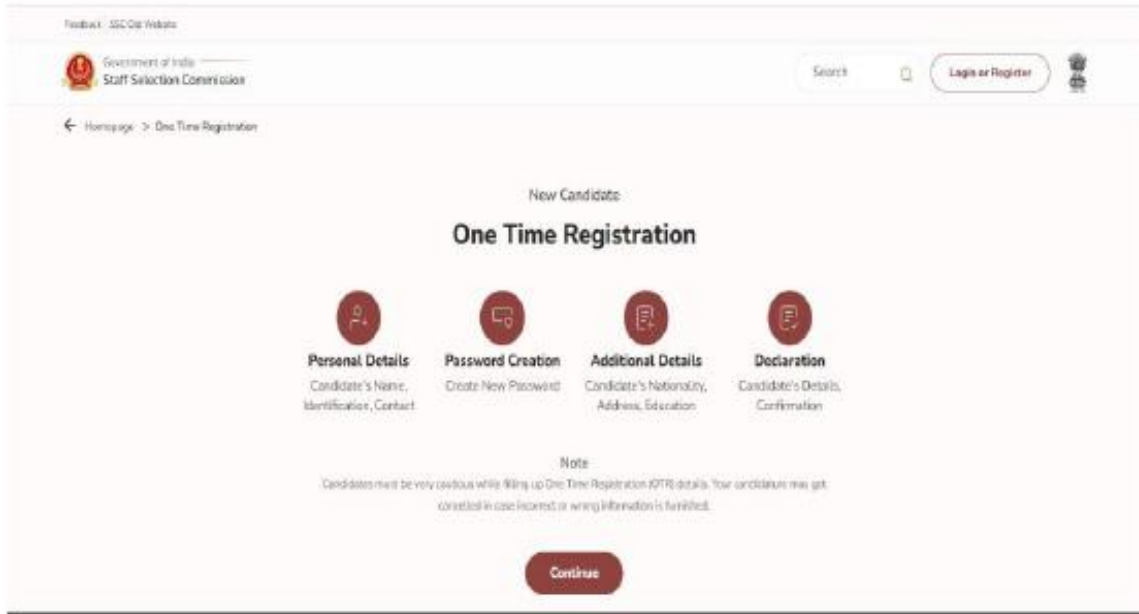 Feedback SSC Old Website
Government of India
Staff Selection Commission
Search
Login or Register
Homepage > One Time Registration
New Candidate
One Time Registration
Personal Details
Candidate's Name,
Identification, Contact
Password Creation
Create New Password
Additional Details
Candidate's Nationality,
Address, Education
Declaration
Candidate's Details,
Confirmation
Note
Candidates must be very cautious while filling up One Time Registration (OTR) details. Your candidature may get
cancelled in case incorrect or wrong information is furnished.
Continue